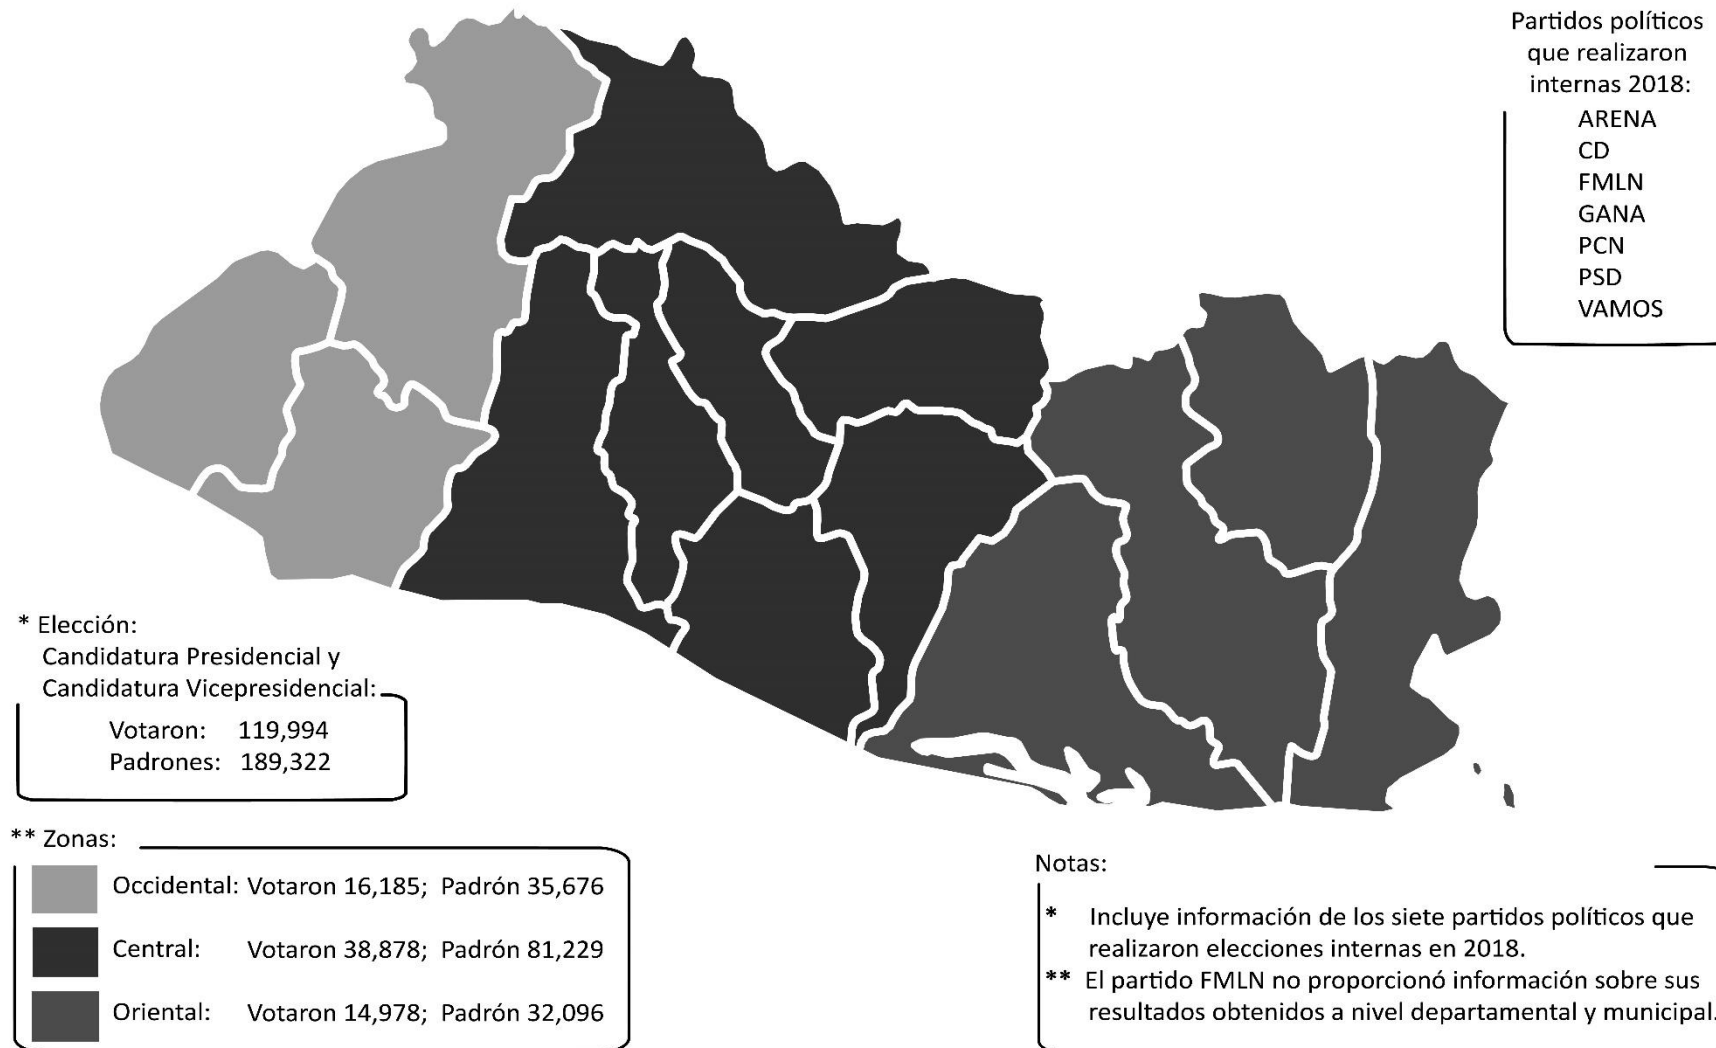 Partidos políticos
que realizaron
internas 2018:
ARENA
CD
FMLN
GANA
PCN
PSD
VAMOS
* Elección:
Candidatura Presidencial y
Candidatura Vicepresidencial:
Votaron: 119,994
Padrones: 189,322
** Zonas:
Occidental: Votaron 16,185; Padrón 35,676
Central: Votaron 38,878; Padrón 81,229
Oriental: Votaron 14,978; Padrón 32,096
Notas:
* Incluye información de los siete partidos políticos que
realizaron elecciones internas en 2018.
** El partido FMLN no proporcionó información sobre sus
resultados obtenidos a nivel departamental y municipal.